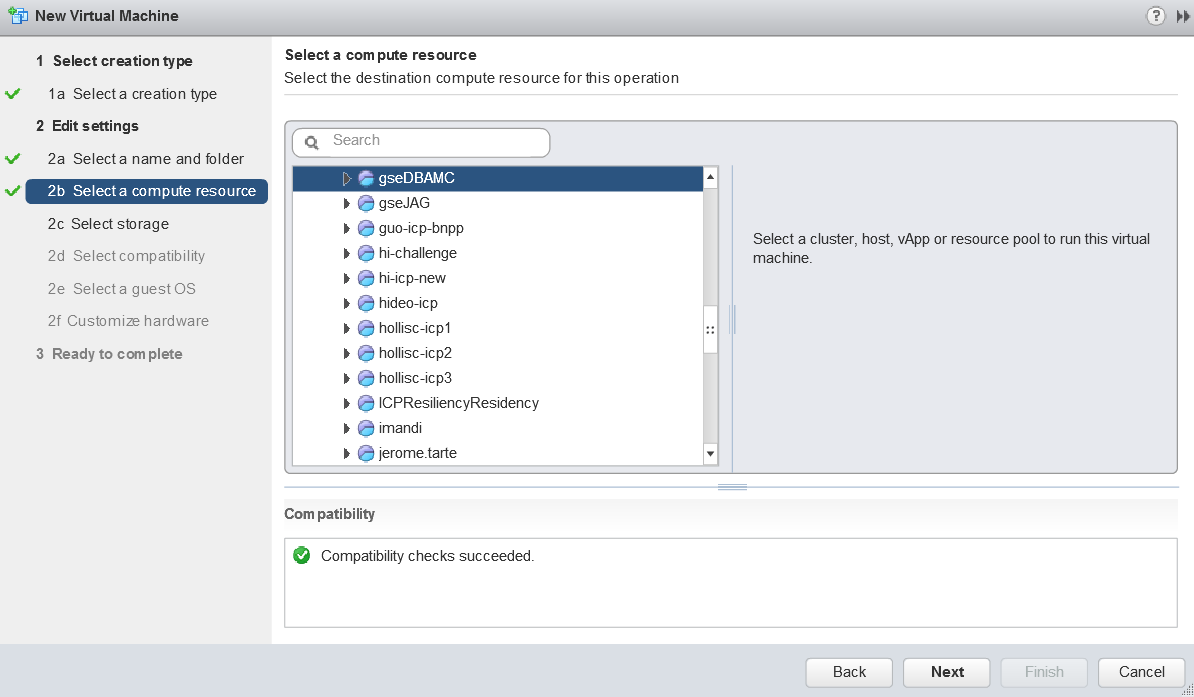 New Virtual Machine
?
1 Select creation type
1a Select a creation type
2 Edit settings
2a Select a name and folder
2b Select a compute resource
2c Select storage
2d Select compatibility
2e Select a guest OS
2f Customize hardware
3 Ready to complete
Select a compute resource
Select the destination compute resource for this operation
Search
gseDBAMC
gseJAG
guo-icp-bnpp
hi-challenge
hi-icp-new
hideo-icp
hollisc-icp1
hollisc-icp2
hollisc-icp3
ICPResiliencyResidency
imandi
jerome.tarte
Select a cluster, host, vApp or resource pool to run this virtual
machine.
Compatibility
Compatibility checks succeeded.
Back Next Finish Cancel